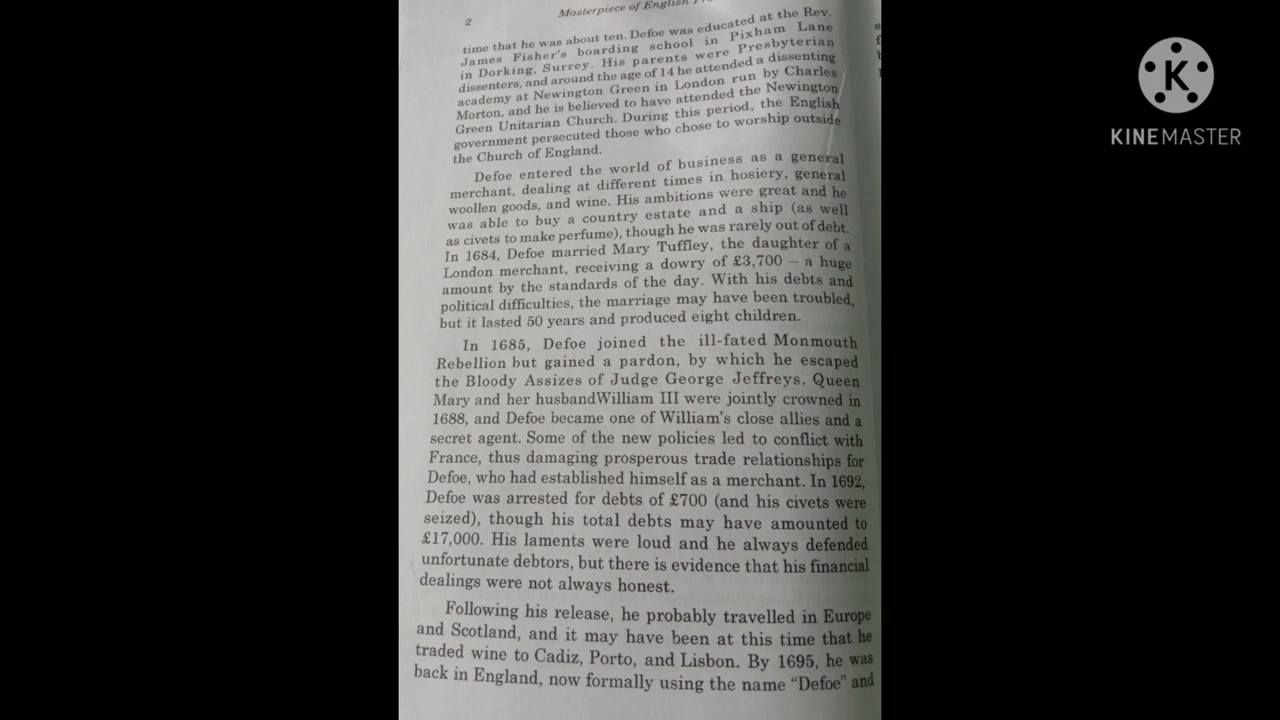 2
Masterpiece of English
time that he was about ten. Defoe was educated at the Rev.
James Fisher's boarding school in Pixham Lane
in Dorking, Surrey. His parents were Presbyterian
dissenters, and around the age of 14 he attended a dissenting
academy at Newington Green in London run by Charles
Morton, and he is believed to have attended the Newington
Green Unitarian Church. During this period, the English
government persecuted those who chose to worship outside
the Church of England.
Defoe entered the world of business as a general
merchant, dealing at different times in hosiery, general
woollen goods, and wine. His ambitions were great and he
was able to buy a country estate and a ship (as well
as civets to make perfume), though he was rarely out of debt.
In 1684, Defoe married Mary Tuffley, the daughter of a
London merchant, receiving a dowry of £3,700 – a huge
amount by the standards of the day. With his debts and
political difficulties, the marriage may have been troubled,
but it lasted 50 years and produced eight children.
In 1685, Defoe joined the ill-fated Monmouth
Rebellion but gained a pardon, by which he escaped
the Bloody Assizes of Judge George Jeffreys. Queen
Mary and her husbandWilliam III were jointly crowned in
1688, and Defoe became one of William's close allies and a
secret agent. Some of the new policies led to conflict with
France, thus damaging prosperous trade relationships for
Defoe, who had established himself as a merchant. In 1692,
Defoe was arrested for debts of £700 (and his civets were
seized), though his total debts may have amounted to
£17,000. His laments were loud and he always defended
unfortunate debtors, but there is evidence that his financial
dealings were not always honest.
Following his release, he probably travelled in Europe
and Scotland, and it may have been at this time that he
traded wine to Cadiz, Porto, and Lisbon. By 1695, he was
back in England, now formally using the name "Defoe" and
K
KINEMASTER